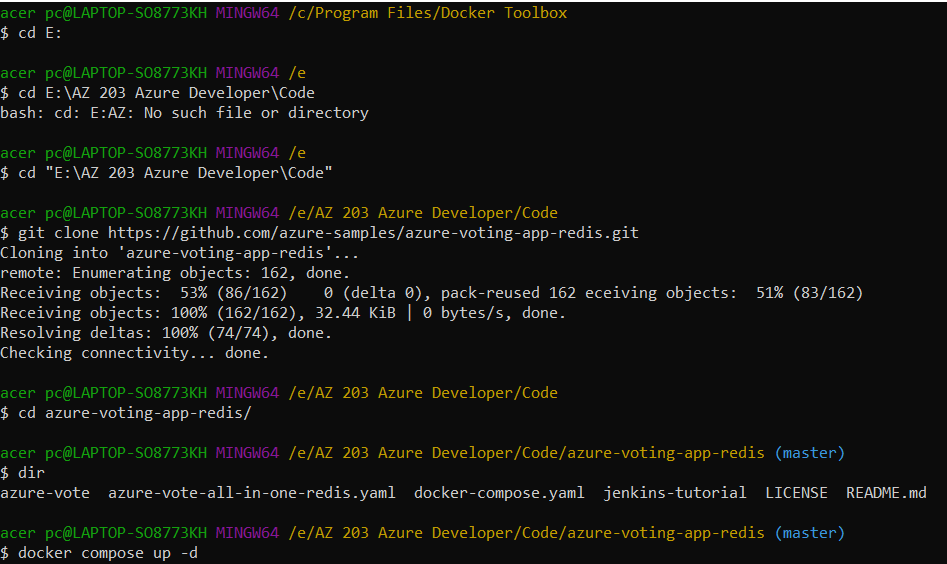 acer pc@LAPTOP-SO8773KH MINGW64 /c/Program Files/Docker Toolbox
$ cd E:
acer pc@LAPTOP-SO8773KH MINGW64 /e
$ cd E:\AZ 203 Azure Developer\Code
bash: cd: E:AZ: No such file or directory
acer pc@LAPTOP-SO8773KH MINGW64 /e
$ cd "E:\AZ 203 Azure Developer\Code"
acer pc@LAPTOP-SO8773KH MINGW64 /e/AZ 203 Azure Developer/Code
$ git clone https://github.com/azure-samples/azure-voting-app-redis.git
Cloning into 'azure-voting-app-redis'...
remote: Enumerating objects: 162, done.
Receiving objects:  53% (86/162)    0 (delta 0), pack-reused 162 eceiving objects:  51% (83/162)
Receiving objects: 100% (162/162), 32.44 KiB | 0 bytes/s, done.
Resolving deltas: 100% (74/74), done.
Checking connectivity... done.
acer pc@LAPTOP-SO8773KH MINGW64 /e/AZ 203 Azure Developer/Code
$ cd azure-voting-app-redis/
acer pc@LAPTOP-SO8773KH MINGW64 /e/AZ 203 Azure Developer/Code/azure-voting-app-redis (master)
$ dir
azure-vote  azure-vote-all-in-one-redis.yaml  docker-compose.yaml  jenkins-tutorial  LICENSE  README.md
acer pc@LAPTOP-SO8773KH MINGW64 /e/AZ 203 Azure Developer/Code/azure-voting-app-redis (master)
$ docker compose up -d